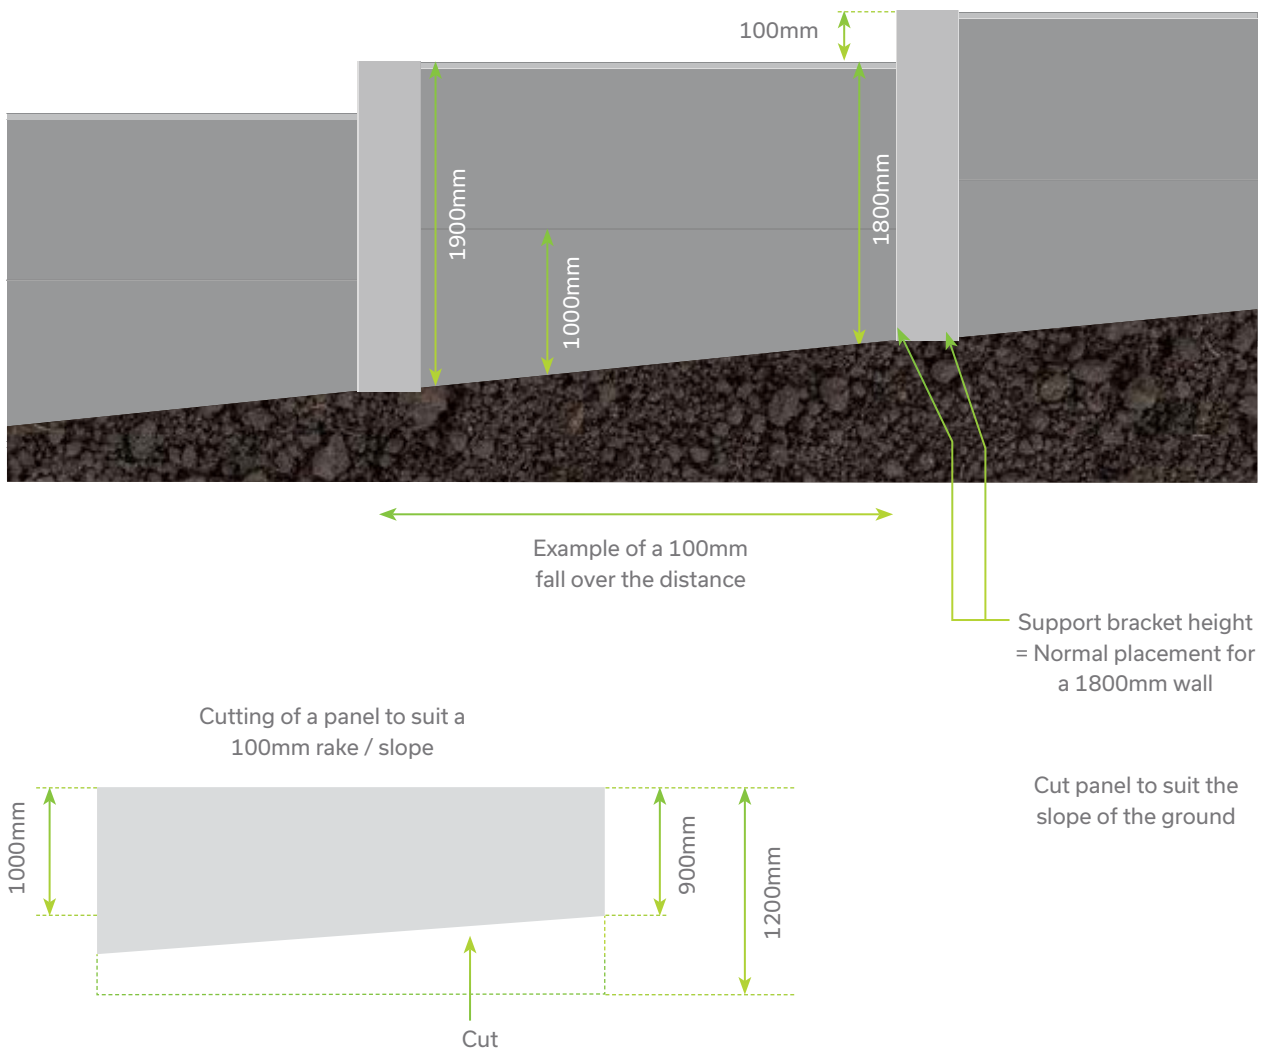 100mm
1900mm
1000mm
1800mm
Example of a 100mm
fall over the distance
Support bracket height
= Normal placement for
a 1800mm wall
Cutting of a panel to suit a
100mm rake / slope
1000mm
900mm
1200mm
Cut panel to suit the
slope of the ground
Cut